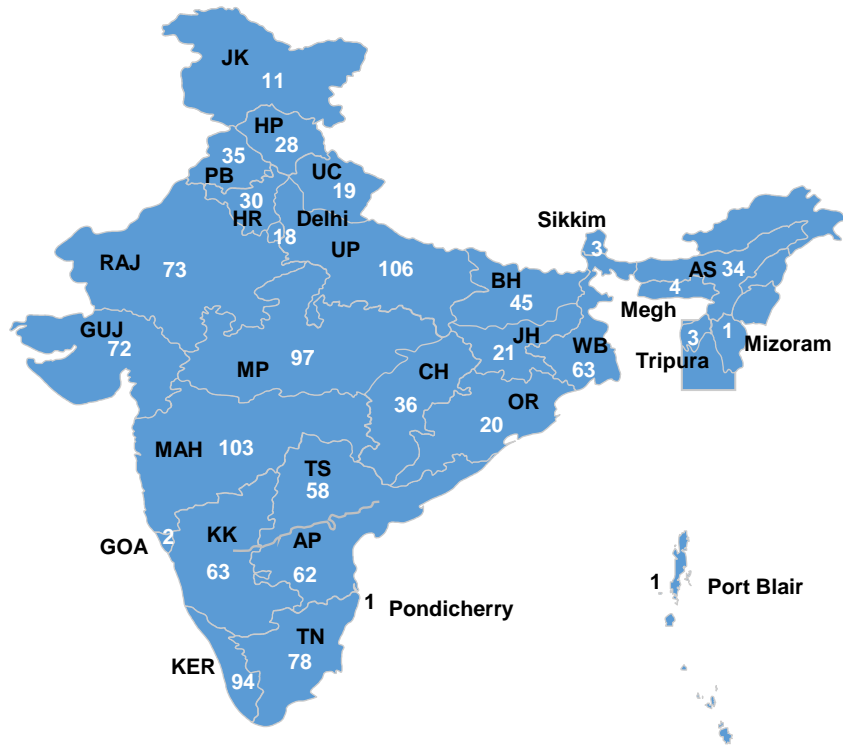 JK
11
HP
28
35
PB
UC
19
30
HR
Delhi
18
Sikkim
3
UP
106
RAJ
73
AS
34
4
Megh
BH
45
GUJ
72
JH
21
WB
63
3
Tripura
1
Mizoram
MP
97
CH
36
OR
20
MAH
103
TS
58
GOA
2
KK
63
AP
62
1
Pondicherry
1
Port Blair
TN
78
KER
94